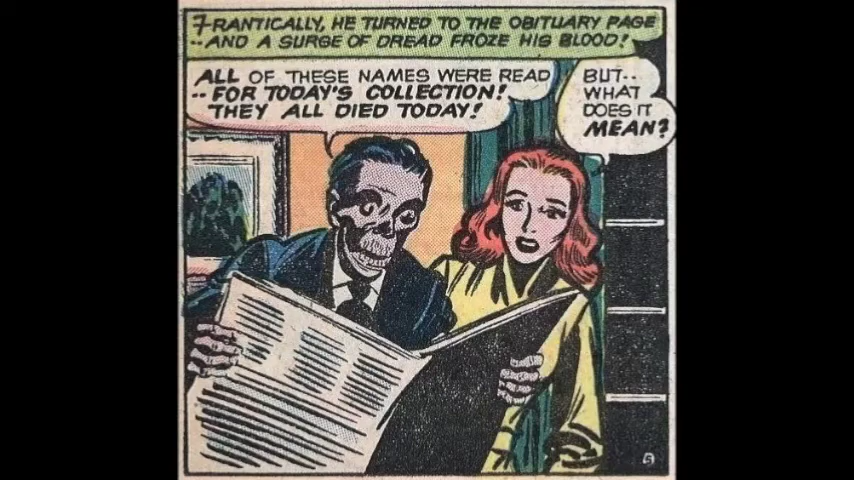 FRANTICALLY, HE TURNED TO THE OBITUARY PAGE
..AND A SURGE OF DREAD FROZE HIS BLOOD!
ALL OF THESE NAMES WERE READ
.. FOR TODAY'S COLLECTION!
THEY ALL DIED TODAY!
BUT..
WHAT
DOES IT
MEAN?
5